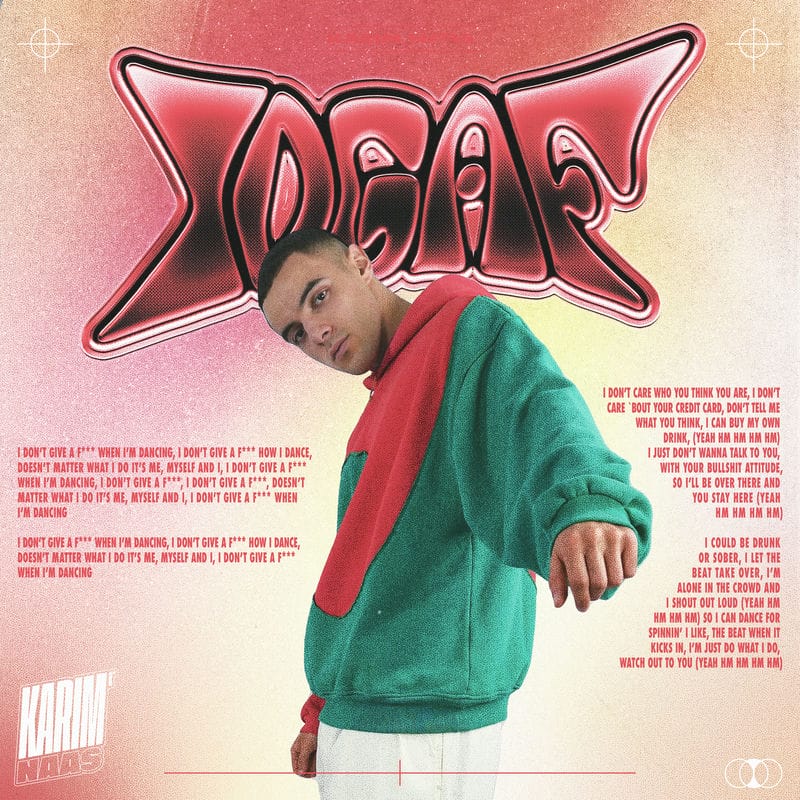 IDGAF
I DON'T CARE WHO YOU THINK YOU ARE, I DON'T
CARE `BOUT YOUR CREDIT CARD, DON'T TELL ME
WHAT YOU THINK, I CAN BUY MY OWN
DRINK, (YEAH HM HM HM HM)
I JUST DON'T WANNA TALK TO YOU,
WITH YOUR BULLSHIT ATTITUDE,
SO I'LL BE OVER THERE AND
YOU STAY HERE (YEAH
HM HM HM HM)
I DON'T GIVE A F*** WHEN I'M DANCING, I DON'T GIVE A F*** HOW I DANCE,
DOESN'T MATTER WHAT I DO IT'S ME, MYSELF AND I, I DON'T GIVE A F***
WHEN I'M DANCING, I DON'T GIVE A F***, I DON'T GIVE A F***, DOESN'T
MATTER WHAT I DO IT'S ME, MYSELF AND I, I DON'T GIVE A F*** WHEN
I'M DANCING
I DON'T GIVE A F*** WHEN I'M DANCING, I DON'T GIVE A F*** HOW I DANCE,
DOESN'T MATTER WHAT I DO IT'S ME, MYSELF AND I, I DON'T GIVE A F***
WHEN I'M DANCING
I COULD BE DRUNK
OR SOBER, I LET THE
BEAT TAKE OVER, I'M
ALONE IN THE CROWD AND
I SHOUT OUT LOUD (YEAH HM
HM HM HM) SO I CAN DANCE FOR
SPINNIN' I LIKE, THE BEAT WHEN IT
KICKS IN, I'M JUST DO WHAT I DO,
WATCH OUT TO YOU (YEAH HM HM HM HM)
KARIM
NAAS